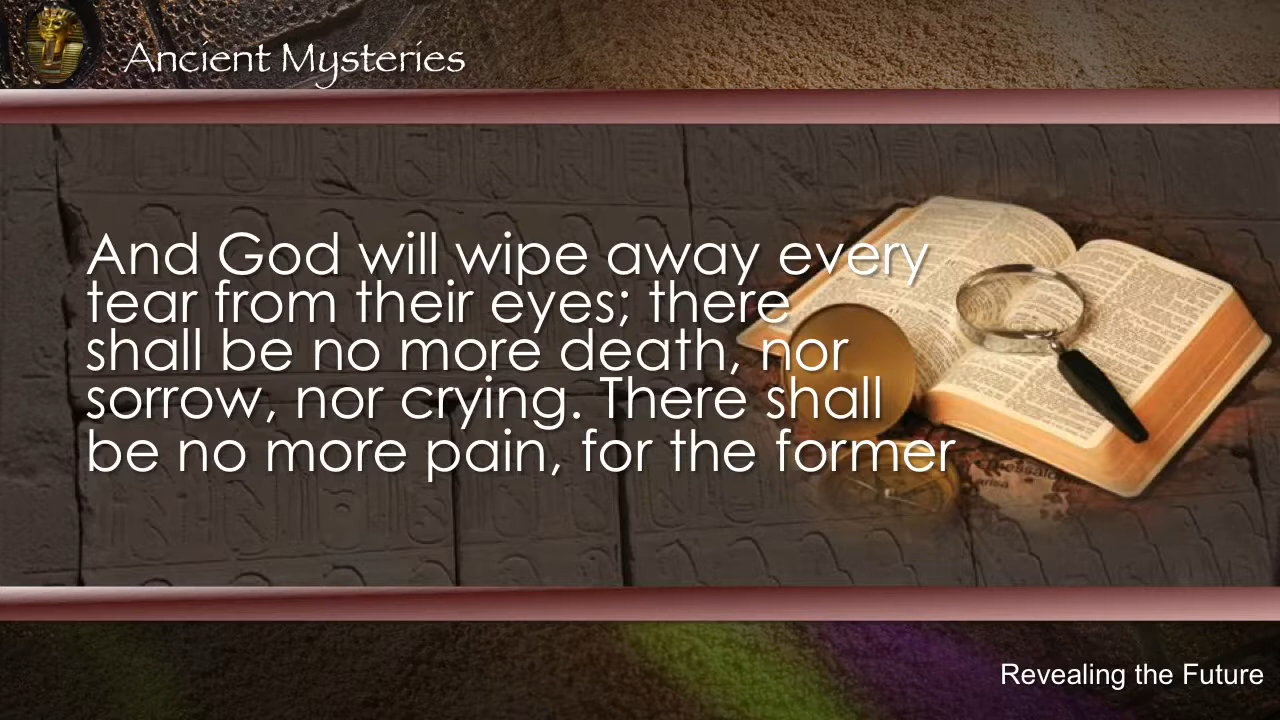 Ancient Mysteries
And God will wipe away every
tear from their eyes; there
shall be no more death, nor
sorrow, nor crying. There shall
be no more pain, for the former
Revealing the Future